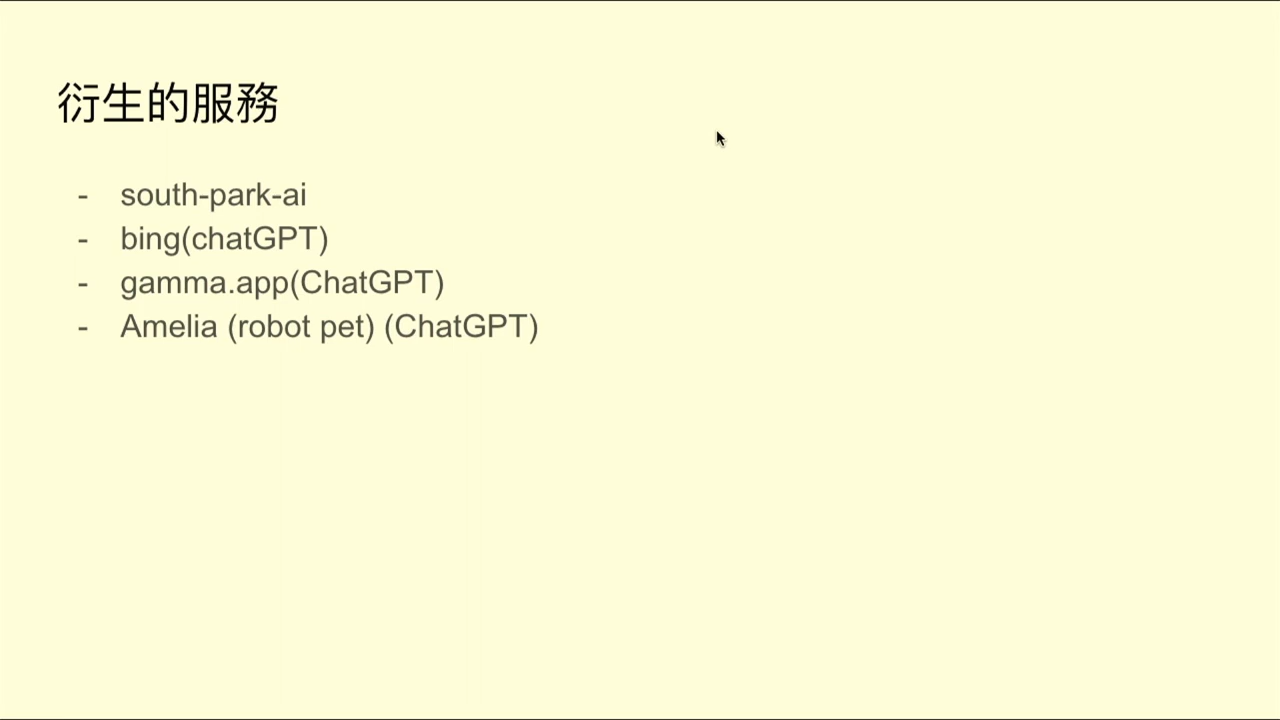 衍生的服務
- south-park-ai
- bing(chatGPT)
- gamma.app(ChatGPT)
- Amelia (robot pet) (ChatGPT)